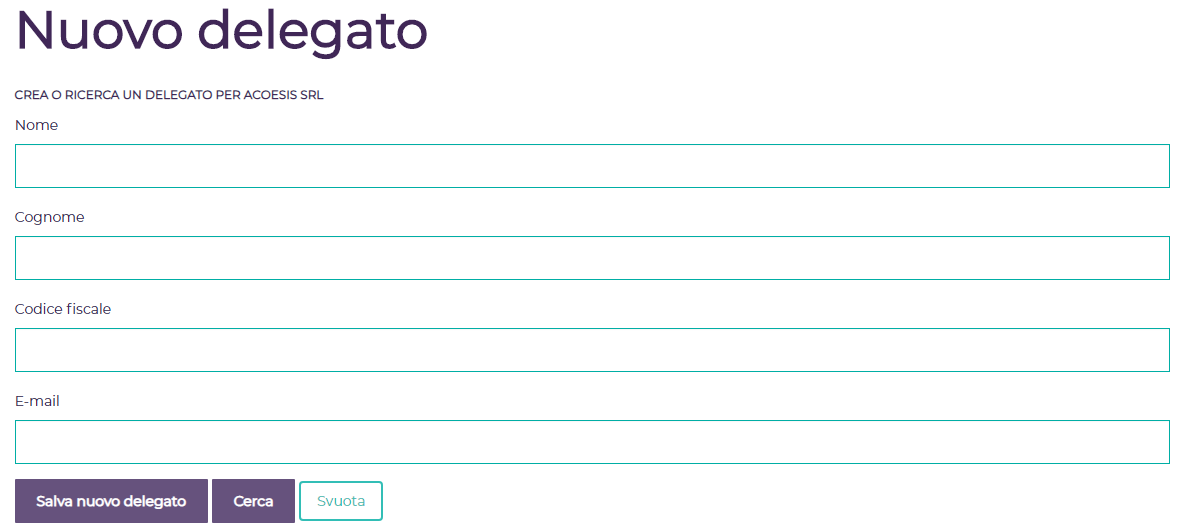 Nuovo delegato
CREA O RICERCA UN DELEGATO PER ACOESIS SRL
Nome
Cognome
Codice fiscale
E-mail
Salva nuovo delegato Cerca Svuota